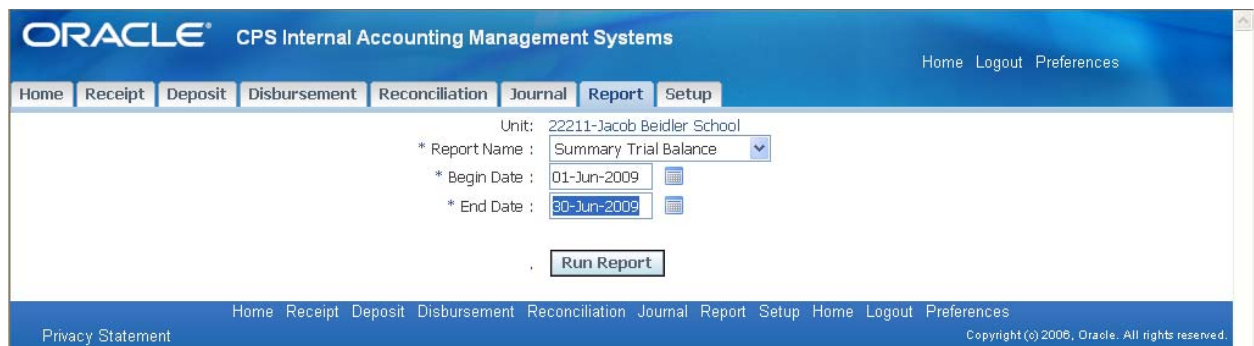 ORACLE® CPS Internal Accounting Management Systems
Home Logout Preferences
Home Receipt Deposit Disbursement Reconciliation Journal Report Setup
Unit: 22211-Jacob Beidler School
* Report Name : Summary Trial Balance
* Begin Date : 01-Jun-2009
* End Date : 30-Jun-2009
. Run Report
Home Receipt Deposit Disbursement Reconciliation Journal Report Setup Home Logout Preferences
Privacy Statement Copyright (c) 2006, Oracle. All rights reserved.